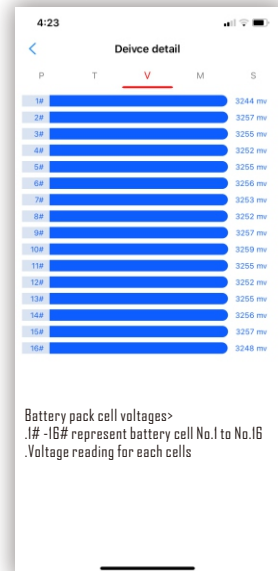 4:23
Deivce detail
P T V M S
1# 3244 mv
2# 3257 mv
3# 3255 mv
4# 3252 mv
5# 3255 mv
6# 3256 mv
7# 3253 mv
8# 3252 mv
9# 3257 mv
10# 3259 mv
11# 3255 mv
12# 3252 mv
13# 3255 mv
14# 3256 mv
15# 3257 mv
16# 3248 mv
Battery pack cell voltages>
.1# -16# represent battery cell No.1 to No.16
.Voltage reading for each cells